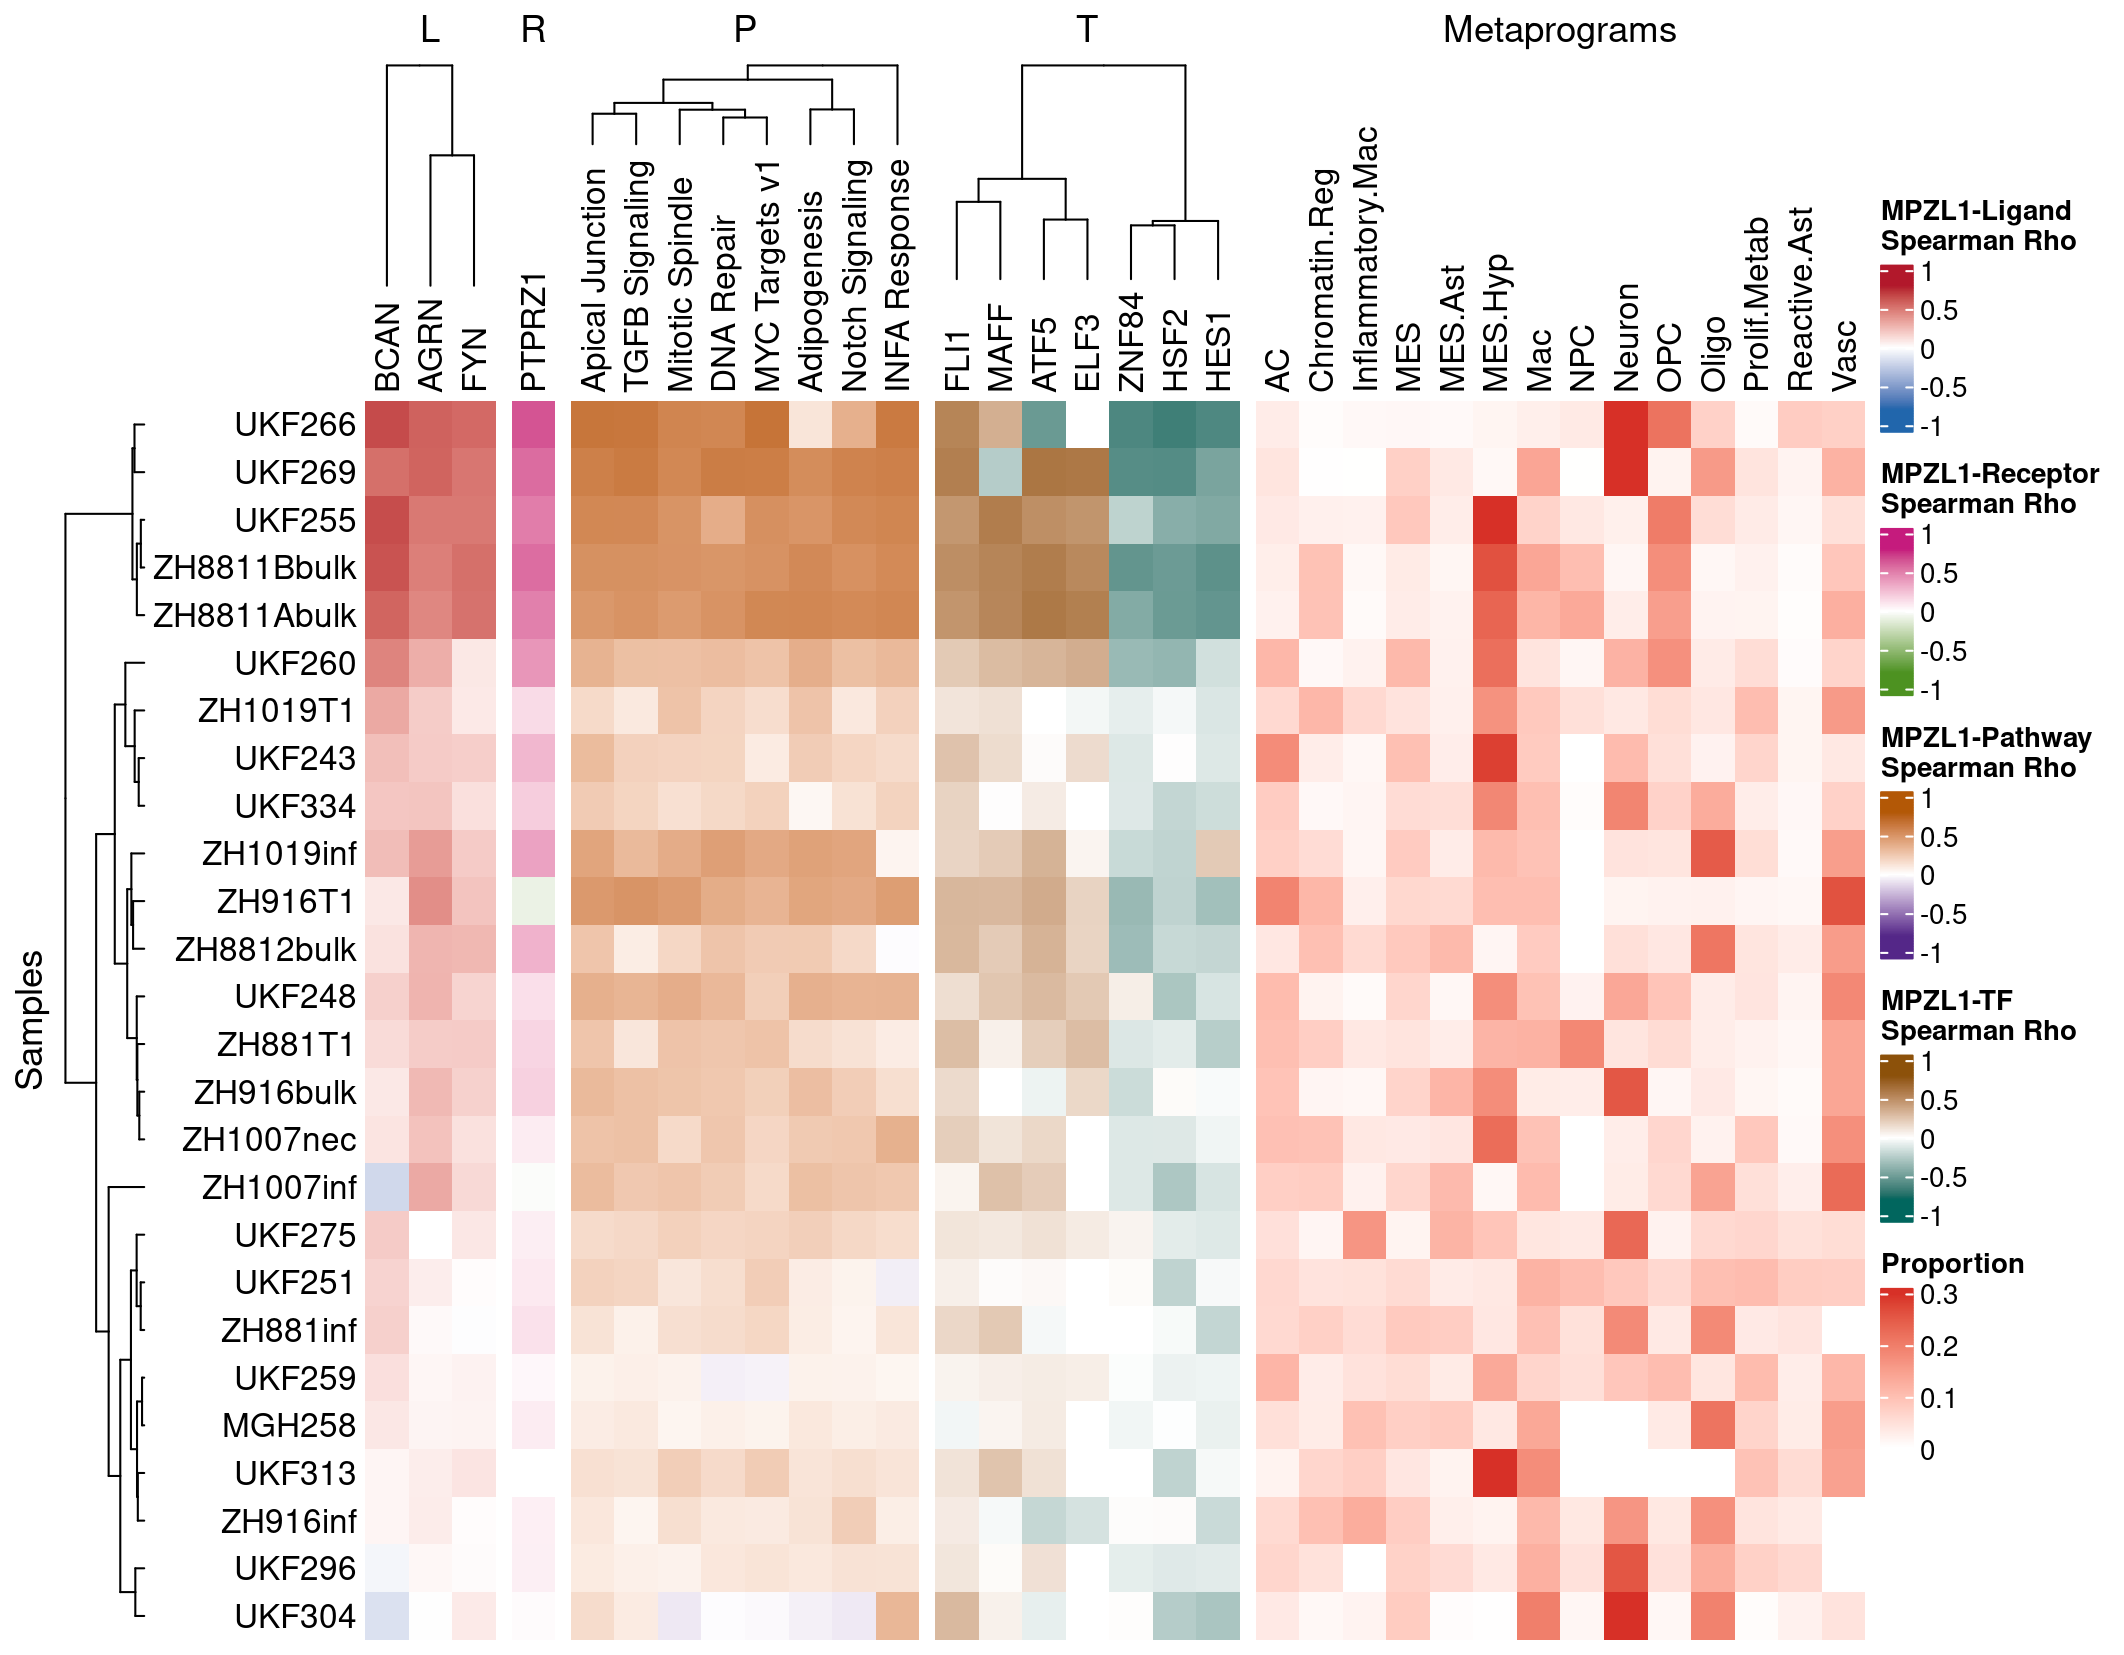 L R P T Metaprograms
BCAN
AGRN
FYN
PTPRZ1
Apical Junction
TGFB Signaling
Mitotic Spindle
DNA Repair
MYC Targets v1
Adipogenesis
Notch Signaling
INFA Response
FLI1
MAFF
ATF5
ELF3
ZNF84
HSF2
HES1
AC
Chromatin.Reg
Inflammatory.Mac
MES
MES.Ast
MES.Hyp
Mac
NPC
Neuron
OPC
Oligo
Prolif.Metab
Reactive.Ast
Vasc
Samples
UKF266
UKF269
UKF255
ZH8811Bbulk
ZH8811Abulk
UKF260
ZH1019T1
UKF243
UKF334
ZH1019inf
ZH916T1
ZH8812bulk
UKF248
ZH881T1
ZH916bulk
ZH1007nec
ZH1007inf
UKF275
UKF251
ZH881inf
UKF259
MGH258
UKF313
ZH916inf
UKF296
UKF304
MPZL1-Ligand
Spearman Rho
1
0.5
0
-0.5
-1
MPZL1-Receptor
Spearman Rho
1
0.5
0
-0.5
-1
MPZL1-Pathway
Spearman Rho
1
0.5
0
-0.5
-1
MPZL1-TF
Spearman Rho
1
0.5
0
-0.5
-1
Proportion
0.3
0.2
0.1
0